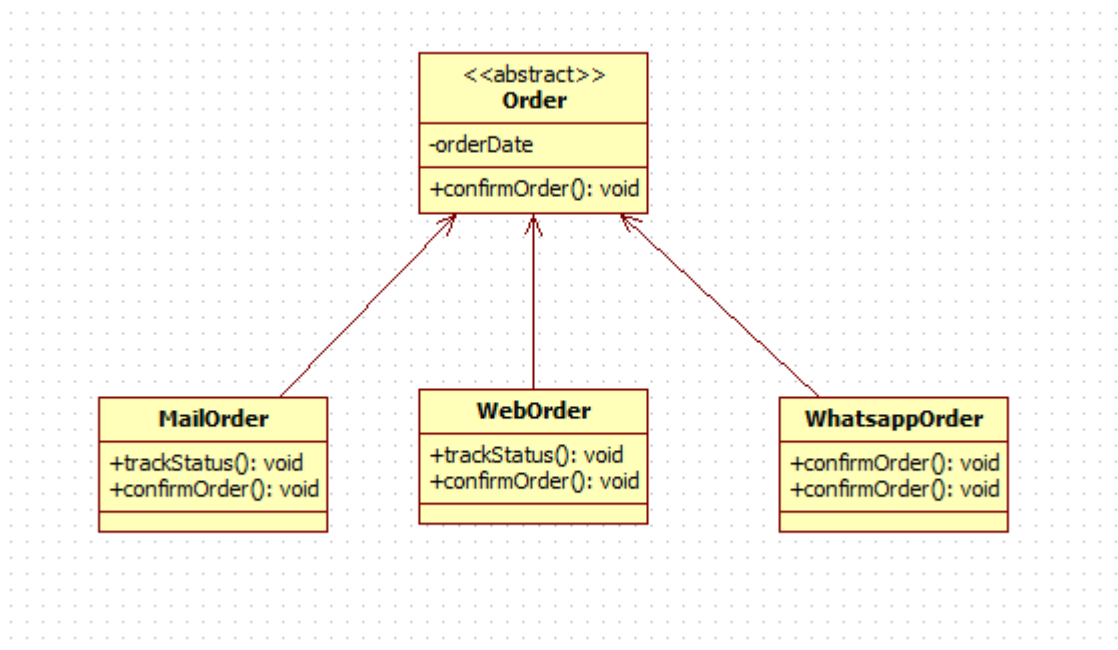 <<abstract>>
Order
-orderDate
+confirmOrder(): void
MailOrder
+trackStatus(): void
+confirmOrder(): void
WebOrder
+trackStatus(): void
+confirmOrder(): void
WhatsappOrder
+confirmOrder(): void
+confirmOrder(): void